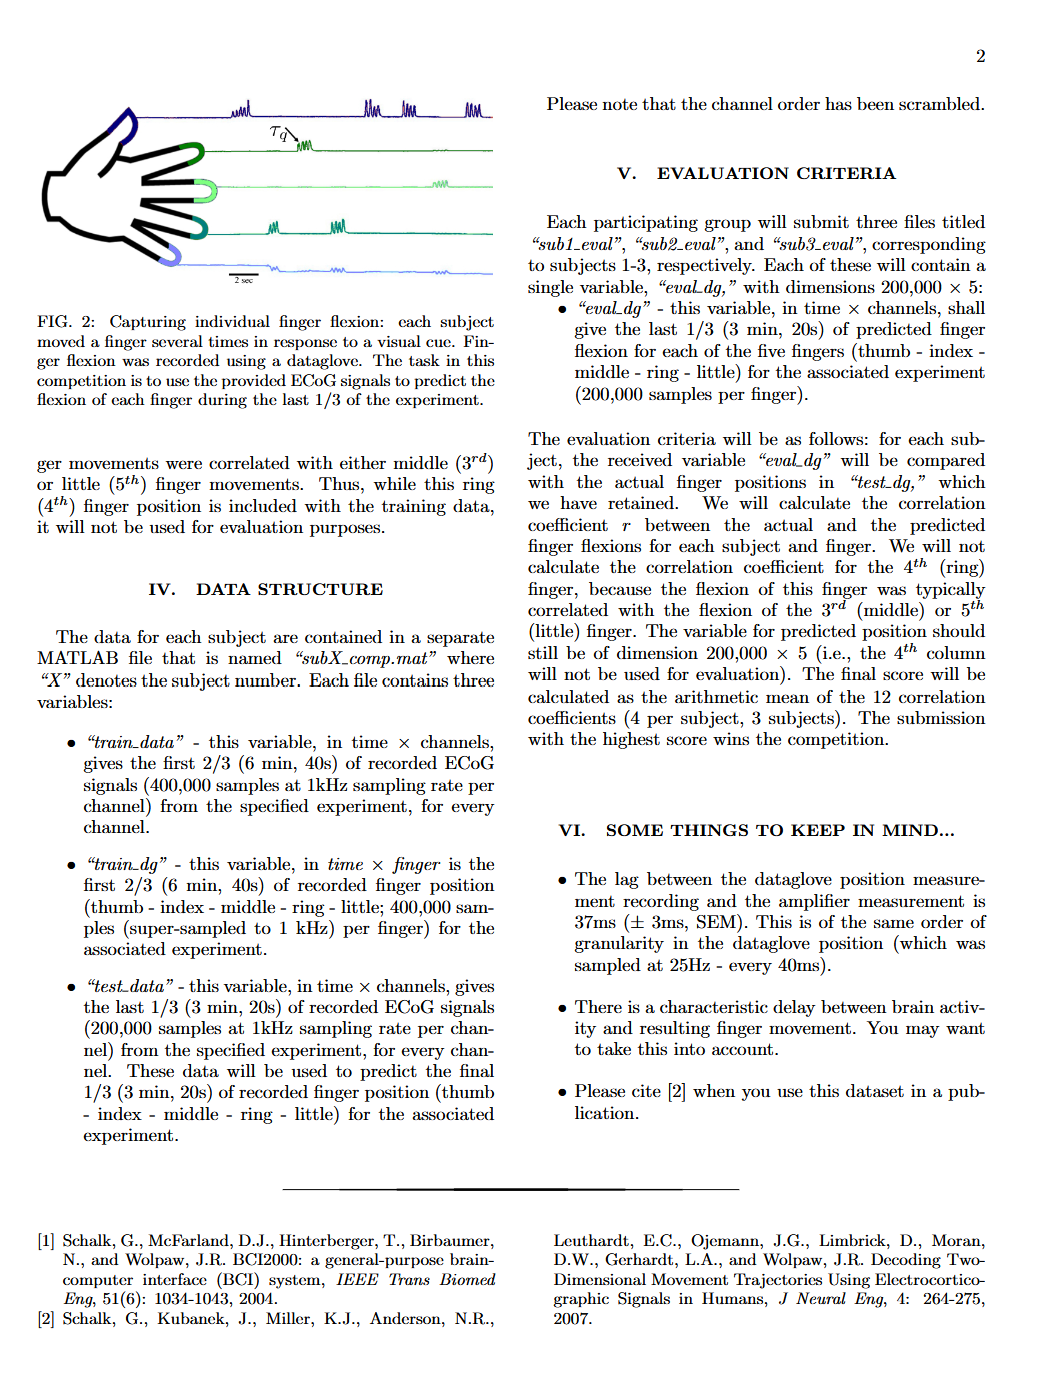 2
τq
2 sec
FIG. 2: Capturing individual finger flexion: each subject
moved a finger several times in response to a visual cue. Fin-
ger flexion was recorded using a dataglove. The task in this
competition is to use the provided ECoG signals to predict the
flexion of each finger during the last 1/3 of the experiment.
ger movements were correlated with either middle (3rd)
or little (5th) finger movements. Thus, while this ring
(4th) finger position is included with the training data,
it will not be used for evaluation purposes.
IV. DATA STRUCTURE
The data for each subject are contained in a separate
MATLAB file that is named “subX_comp.mat” where
“X” denotes the subject number. Each file contains three
variables:
• “train_data” - this variable, in time × channels,
gives the first 2/3 (6 min, 40s) of recorded ECoG
signals (400,000 samples at 1kHz sampling rate per
channel) from the specified experiment, for every
channel.
• “train_dg” - this variable, in time × finger is the
first 2/3 (6 min, 40s) of recorded finger position
(thumb - index - middle - ring - little; 400,000 sam-
ples (super-sampled to 1 kHz) per finger) for the
associated experiment.
• “test_data” - this variable, in time × channels, gives
the last 1/3 (3 min, 20s) of recorded ECoG signals
(200,000 samples at 1kHz sampling rate per chan-
nel) from the specified experiment, for every chan-
nel. These data will be used to predict the final
1/3 (3 min, 20s) of recorded finger position (thumb
- index - middle - ring - little) for the associated
experiment.
Please note that the channel order has been scrambled.
V. EVALUATION CRITERIA
Each participating group will submit three files titled
“sub1_eval”, “sub2_eval”, and “sub3_eval”, corresponding
to subjects 1-3, respectively. Each of these will contain a
single variable, “eval_dg,” with dimensions 200,000 × 5:
• “eval_dg” - this variable, in time × channels, shall
give the last 1/3 (3 min, 20s) of predicted finger
flexion for each of the five fingers (thumb - index -
middle - ring - little) for the associated experiment
(200,000 samples per finger).
The evaluation criteria will be as follows: for each sub-
ject, the received variable “eval_dg” will be compared
with the actual finger positions in “test_dg,” which
we have retained. We will calculate the correlation
coefficient r between the actual and the predicted
finger flexions for each subject and finger. We will not
calculate the correlation coefficient for the 4th (ring)
finger, because the flexion of this finger was typically
correlated with the flexion of the 3rd (middle) or 5th
(little) finger. The variable for predicted position should
still be of dimension 200,000 × 5 (i.e., the 4th column
will not be used for evaluation). The final score will be
calculated as the arithmetic mean of the 12 correlation
coefficients (4 per subject, 3 subjects). The submission
with the highest score wins the competition.
VI. SOME THINGS TO KEEP IN MIND...
• The lag between the dataglove position measure-
ment recording and the amplifier measurement is
37ms (± 3ms, SEM). This is of the same order of
granularity in the dataglove position (which was
sampled at 25Hz - every 40ms).
• There is a characteristic delay between brain activ-
ity and resulting finger movement. You may want
to take this into account.
• Please cite [2] when you use this dataset in a pub-
lication.
[1] Schalk, G., McFarland, D.J., Hinterberger, T., Birbaumer,
N., and Wolpaw, J.R. BCI2000: a general-purpose brain-
computer interface (BCI) system, IEEE Trans Biomed
Eng, 51(6): 1034-1043, 2004.
[2] Schalk, G., Kubanek, J., Miller, K.J., Anderson, N.R.,
Leuthardt, E.C., Ojemann, J.G., Limbrick, D., Moran,
D.W., Gerhardt, L.A., and Wolpaw, J.R. Decoding Two-
Dimensional Movement Trajectories Using Electrocortico-
graphic Signals in Humans, J Neural Eng, 4: 264-275,
2007.